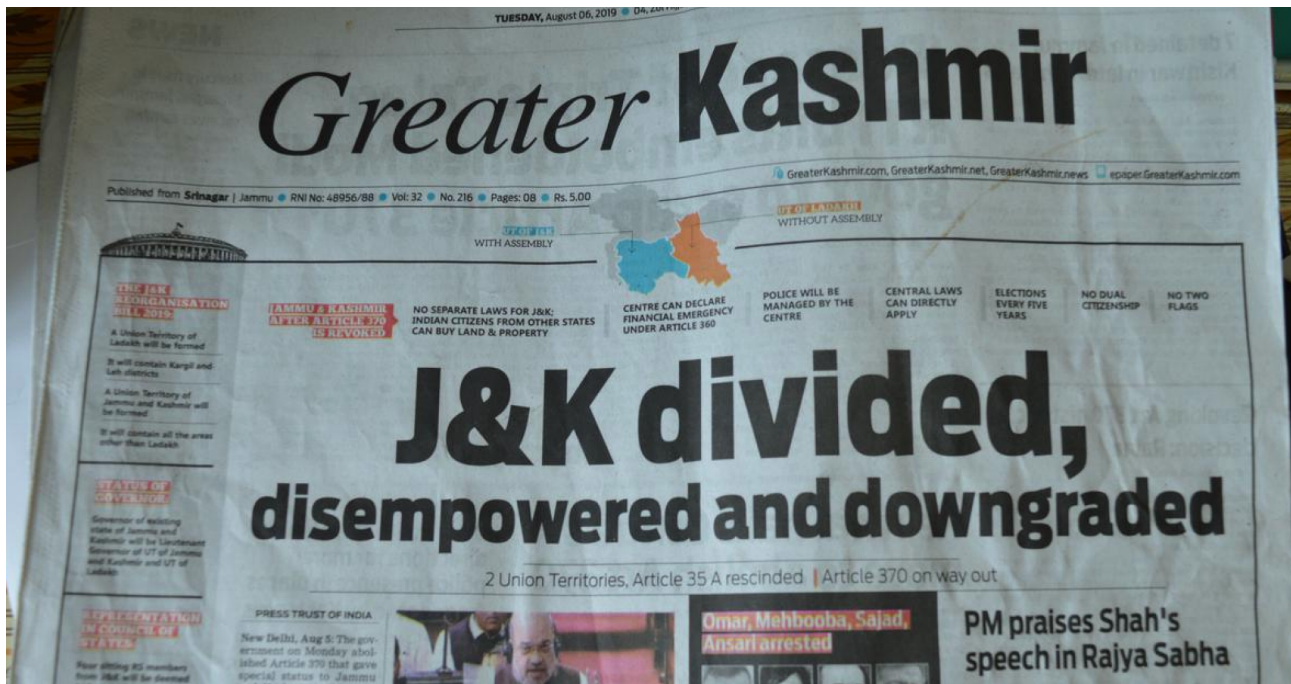 TUESDAY, August 06, 2019
Greater Kashmir
Published from Srinagar | Jammu ● RNI No: 48956/88 ● Vol: 32 ● No. 216 ● Pages: 08 ● Rs. 5.00
GreaterKashmir.com, GreaterKashmir.net, GreaterKashmir.news epaper.GreaterKashmir.com
UT OF J&K
WITH ASSEMBLY
UT OF LADAKH
WITHOUT ASSEMBLY
THE J&K
REORGANISATION
BILL 2019:
A Union Territory of
Ladakh will be formed
It will contain Kargil and
Leh districts
A Union Territory of
Jammu and Kashmir will
be formed
It will contain all the areas
other than Ladakh
STATUS OF
GOVERNOR:
Governor of existing
state of Jammu and
Kashmir will be Lieutenant
Governor of UT of Jammu
and Kashmir and UT of
Ladakh
REPRESENTATION
IN COUNCIL OF
STATES
Four sitting RS members
from J&K will be deemed
JAMMU & KASHMIR
AFTER ARTICLE 370
IS REVOKED
NO SEPARATE LAWS FOR J&K;
INDIAN CITIZENS FROM OTHER STATES
CAN BUY LAND & PROPERTY
CENTRE CAN DECLARE
FINANCIAL EMERGENCY
UNDER ARTICLE 360
POLICE WILL BE
MANAGED BY THE
CENTRE
CENTRAL LAWS
CAN DIRECTLY
APPLY
ELECTIONS
EVERY FIVE
YEARS
NO DUAL
CITIZENSHIP
NO TWO
FLAGS
J&K divided,
disempowered and downgraded
2 Union Territories, Article 35 A rescinded | Article 370 on way out
PRESS TRUST OF INDIA
New Delhi, Aug 5: The gov-
ernment on Monday abol-
ished Article 370 that gave
special status to Jammu
Omar, Mehbooba, Sajad,
Ansari arrested
PM praises Shah's
speech in Rajya Sabha